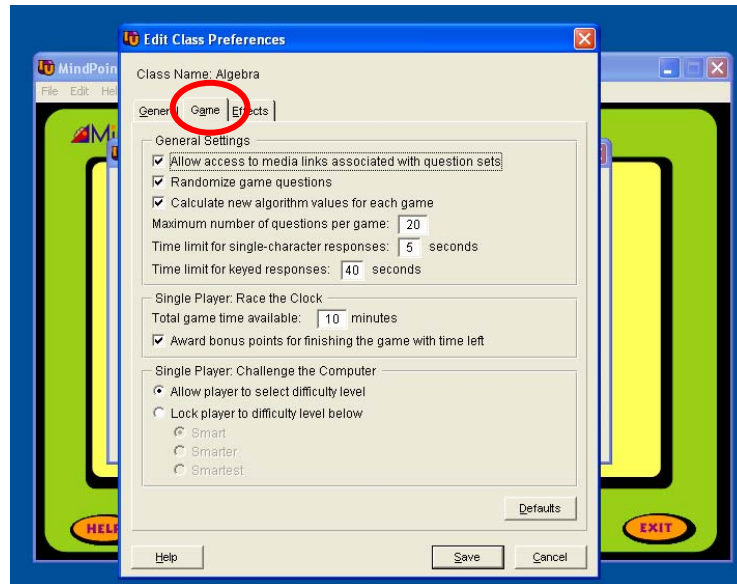 Edit Class Preferences
MindPoin
File Edit Hel
Class Name: Algebra
General Game Effects
General Settings
Allow access to media links associated with question sets
Randomize game questions
Calculate new algorithm values for each game
Maximum number of questions per game: 20
Time limit for single-character responses: 5 seconds
Time limit for keyed responses: 40 seconds
Single Player: Race the Clock
Total game time available: 10 minutes
Award bonus points for finishing the game with time left
Single Player: Challenge the Computer
Allow player to select difficulty level
Lock player to difficulty level below
Smart
Smarter
Smartest
Defaults
HELP EXIT
Help Save Cancel